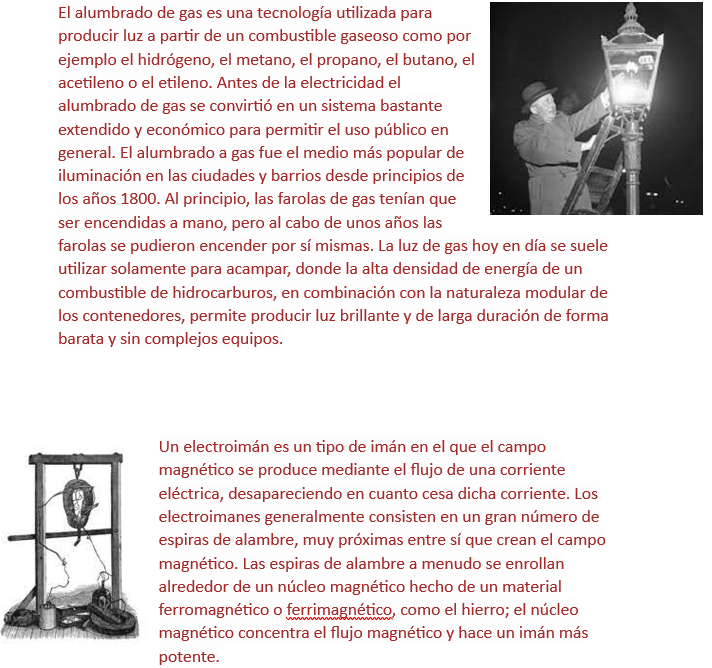 El alumbrado de gas es una tecnología utilizada para
producir luz a partir de un combustible gaseoso como por
ejemplo el hidrógeno, el metano, el propano, el butano, el
acetileno o el etileno. Antes de la electricidad el
alumbrado de gas se convirtió en un sistema bastante
extendido y económico para permitir el uso público en
general. El alumbrado a gas fue el medio más popular de
iluminación en las ciudades y barrios desde principios de
los años 1800. Al principio, las farolas de gas tenían que
ser encendidas a mano, pero al cabo de unos años las
farolas se pudieron encender por sí mismas. La luz de gas hoy en día se suele
utilizar solamente para acampar, donde la alta densidad de energía de un
combustible de hidrocarburos, en combinación con la naturaleza modular de
los contenedores, permite producir luz brillante y de larga duración de forma
barata y sin complejos equipos.
Un electroimán es un tipo de imán en el que el campo
magnético se produce mediante el flujo de una corriente
eléctrica, desapareciendo en cuanto cesa dicha corriente. Los
electroimanes generalmente consisten en un gran número de
espiras de alambre, muy próximas entre sí que crean el campo
magnético. Las espiras de alambre a menudo se enrollan
alrededor de un núcleo magnético hecho de un material
ferromagnético o ferrimagnético, como el hierro; el núcleo
magnético concentra el flujo magnético y hace un imán más
potente.